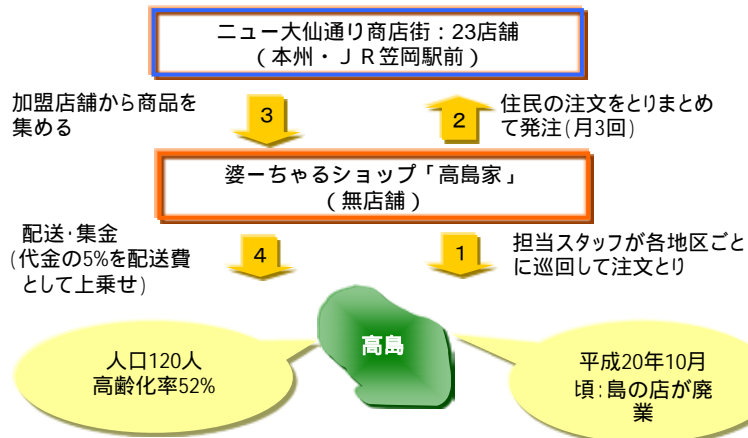 ニュー大仙通り商店街：23店舗
（本州・ＪＲ笠岡駅前）
加盟店舗から商品を
集める
3
2
住民の注文をとりまとめ
て発注(月3回)
婆ーちゃるショップ「高島家」
（無店舗）
配送・集金
(代金の5%を配送費
として上乗せ)
4
1
担当スタッフが各地区ごと
に巡回して注文とり
高島
人口120人
高齢化率52%
平成20年10月
頃：島の店が廃
業